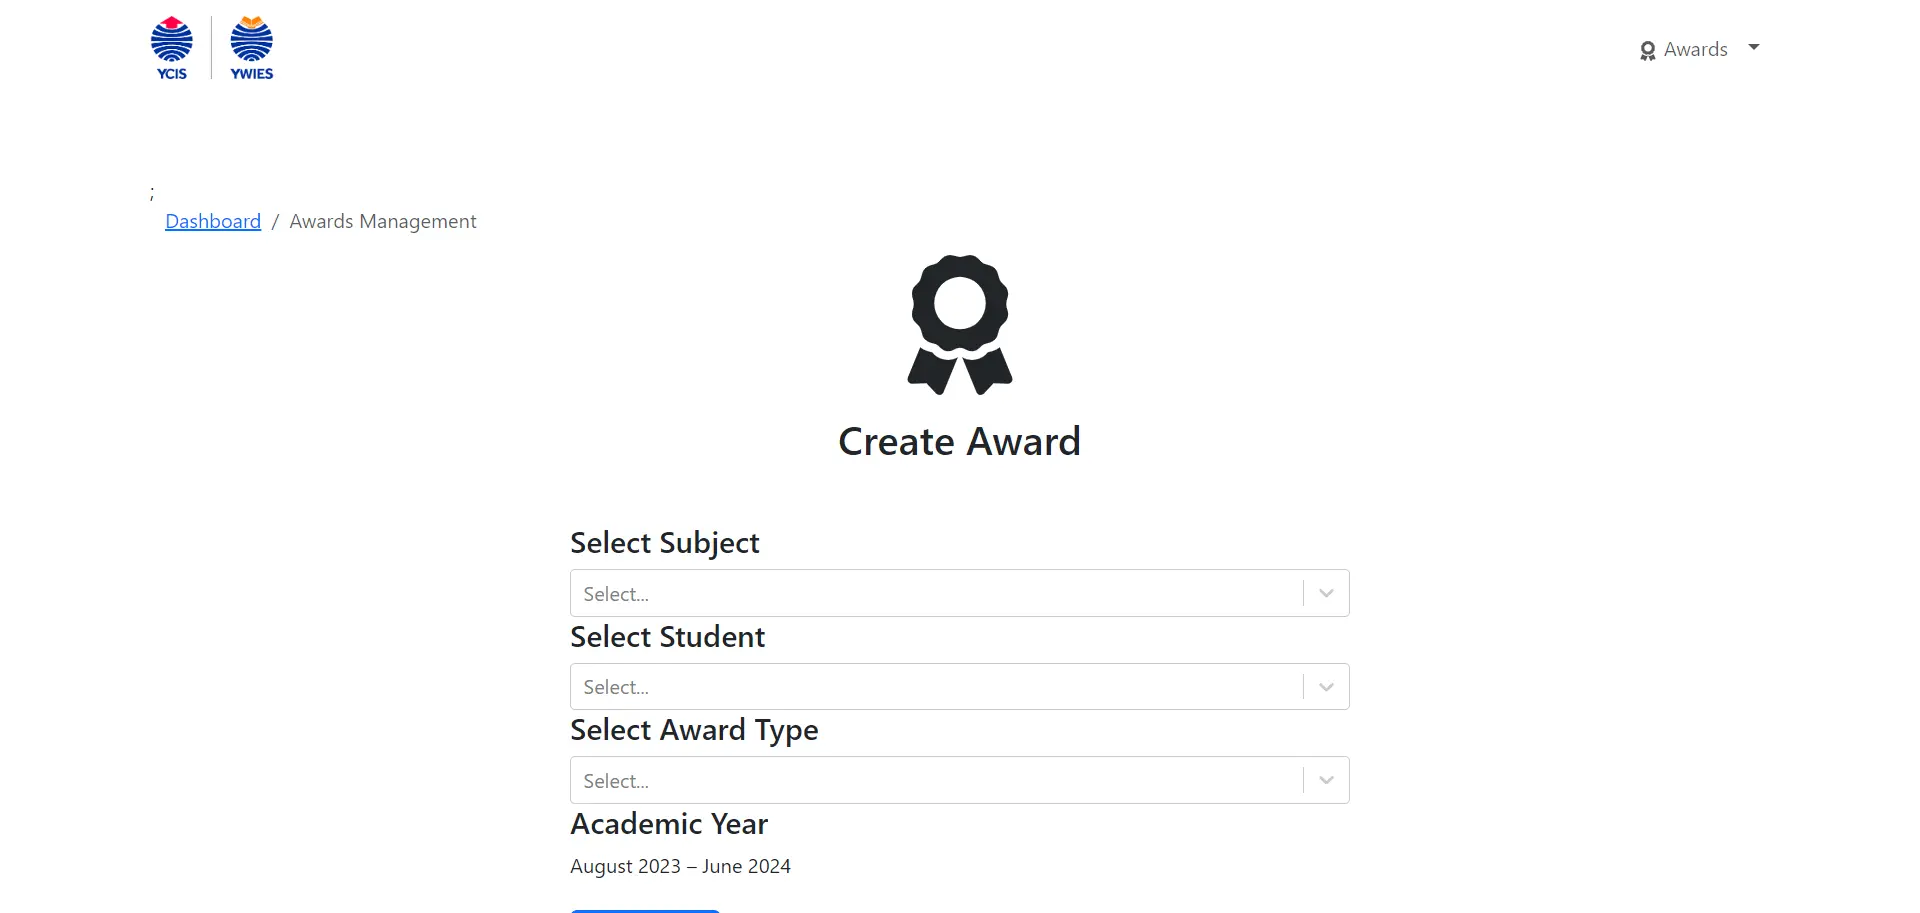 YCIS
YWIES
Awards
;
Dashboard / Awards Management
Create Award
Select Subject
Select...
Select Student
Select...
Select Award Type
Select...
Academic Year
August 2023 – June 2024